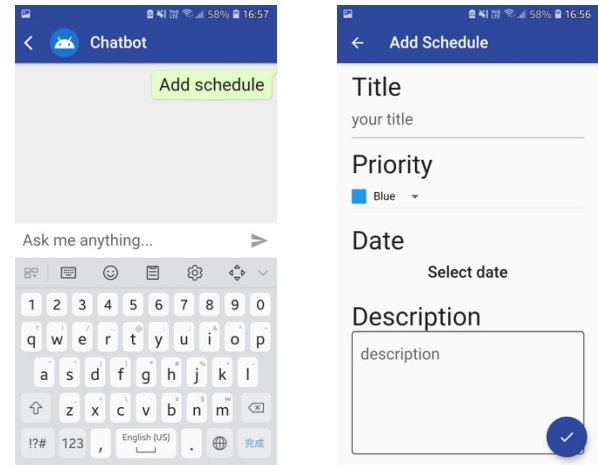 58% 16:57
Chatbot
Add schedule
Ask me anything...
1 2 3 4 5 6 7 8 9 0
q w e r t y u i o p
a s d f g h j k l
z x c v b n m
!?# 123 , English (US) . 完成
58% 16:56
Add Schedule
Title
your title
Priority
Blue
Date
Select date
Description
description